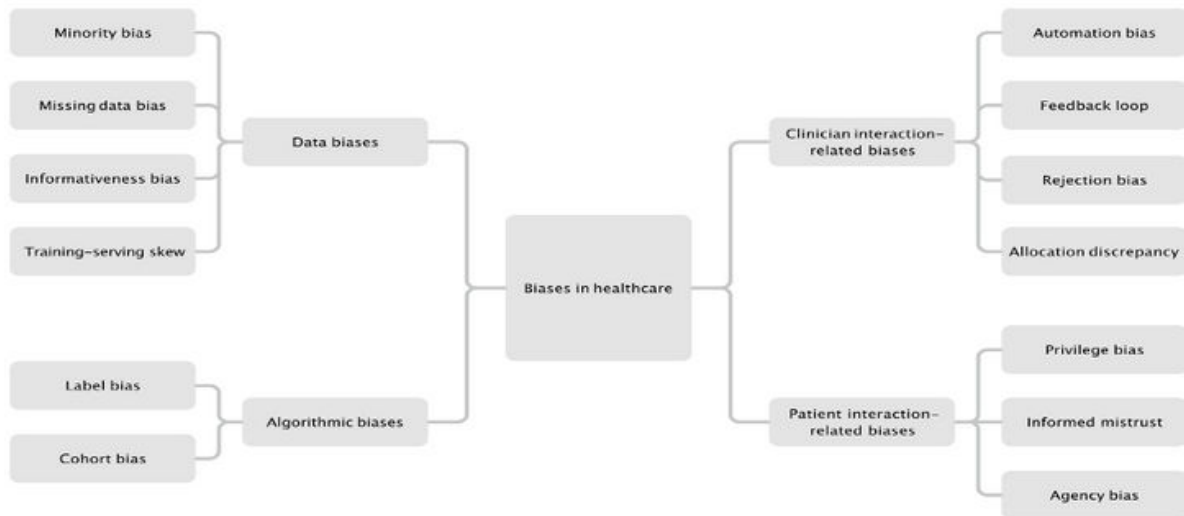 Minority bias
Missing data bias
Informativeness bias
Training–serving skew
Data biases
Label bias
Cohort bias
Algorithmic biases
Biases in healthcare
Clinician interaction–
related biases
Automation bias
Feedback loop
Rejection bias
Allocation discrepancy
Patient interaction–
related biases
Privilege bias
Informed mistrust
Agency bias